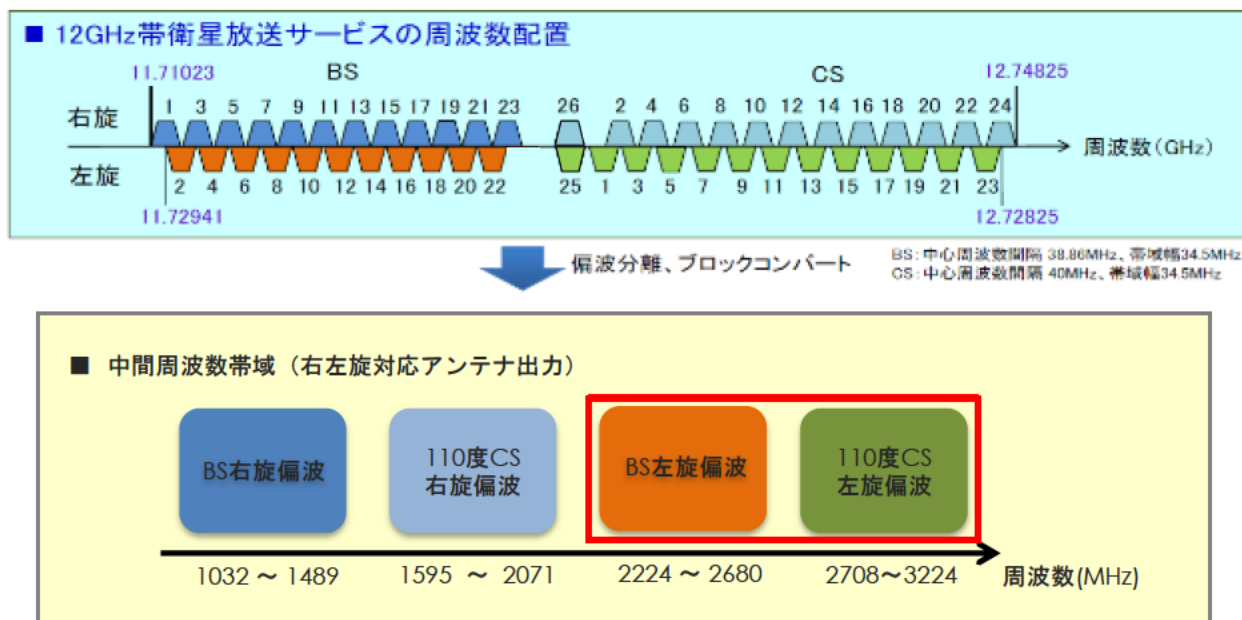 ■ 12GHz帯衛星放送サービスの周波数配置
11.71023 BS CS 12.74825
右旋 1 3 5 7 9 11 13 15 17 19 21 23 26 2 4 6 8 10 12 14 16 18 20 22 24
周波数(GHz)
左旋 2 4 6 8 10 12 14 16 18 20 22 25 1 3 5 7 9 11 13 15 17 19 21 23
11.72941 12.72825
偏波分離、ブロックコンバート
BS:中心周波数間隔 38.86MHz、帯域幅34.5MHz
CS:中心周波数間隔 40MHz、帯域幅34.5MHz
■ 中間周波数帯域(右左旋対応アンテナ出力)
BS右旋偏波
110度CS
右旋偏波
BS左旋偏波
110度CS
左旋偏波
1032 ~ 1489 1595 ~ 2071 2224 ~ 2680 2708~3224 周波数(MHz)